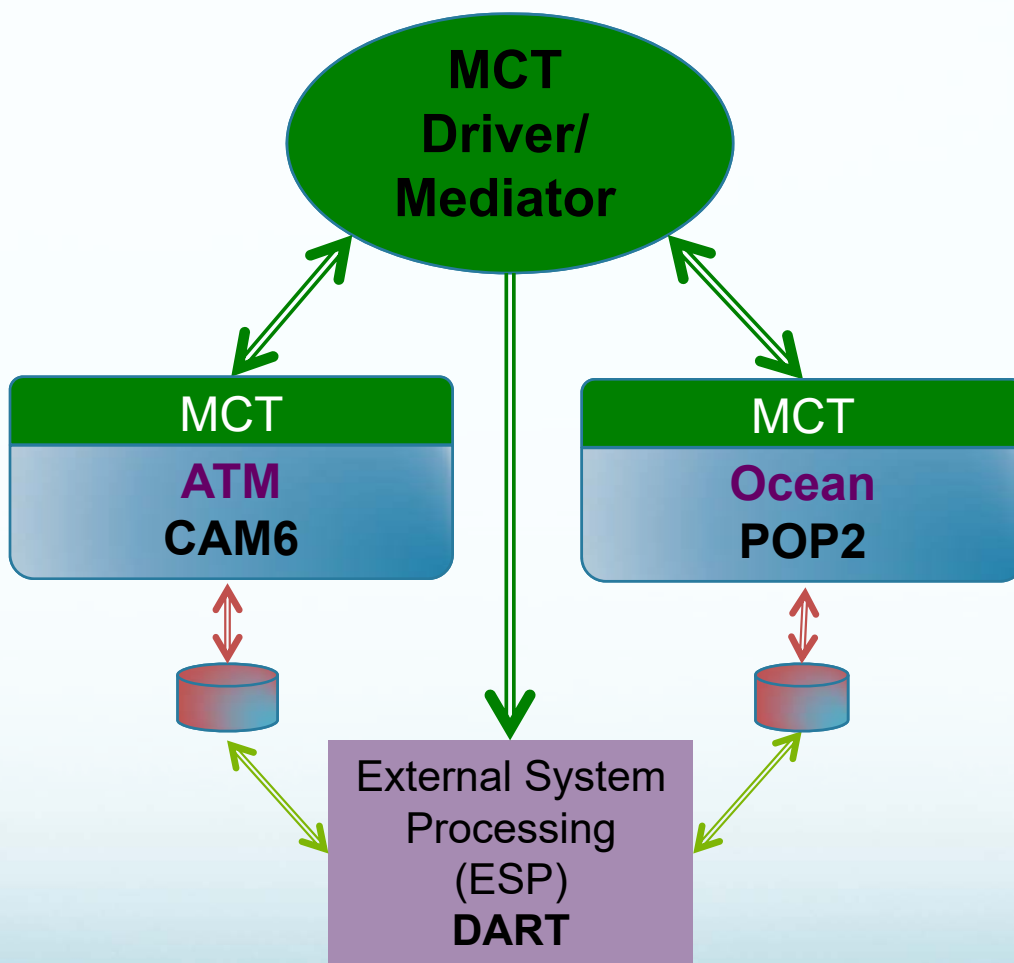 MCT
Driver/
Mediator
MCT
ATM
CAM6
MCT
Ocean
POP2
External System
Processing
(ESP)
DART